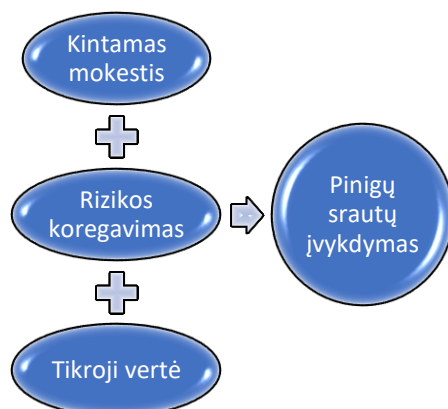 Kintamas
mokestis
Rizikos
koregavimas
Pinigų
srautų
įvykdymas
Tikroji vertė